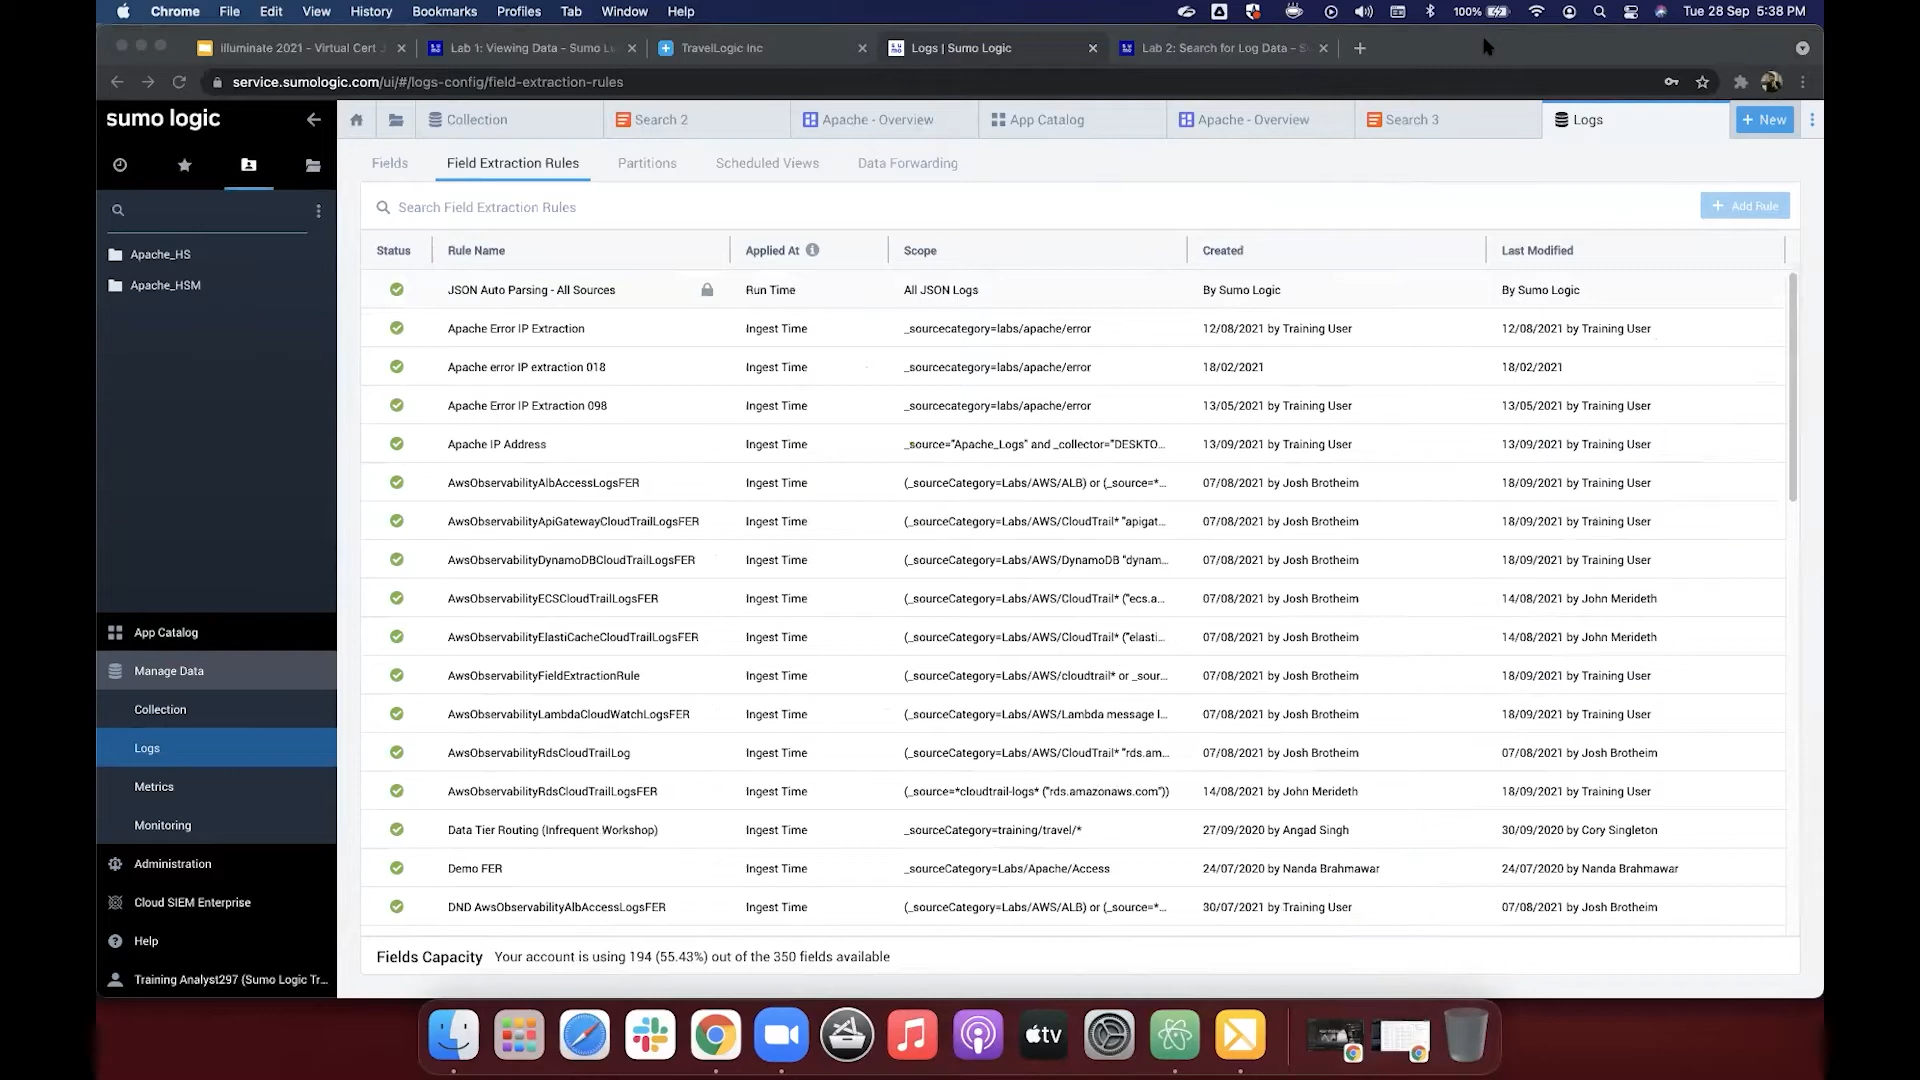 Chrome File Edit View History Bookmarks Profiles Tab Window Help 100% Tue 28 Sep 5:38 PM
illuminate 2021 - Virtual Cert Lab 1: Viewing Data - Sumo Lo TravelLogic Inc Logs | Sumo Logic Lab 2: Search for Log Data - S
service.sumologic.com/ui/#/logs-config/field-extraction-rules
sumo logic
Collection Search 2 Apache - Overview App Catalog Apache - Overview Search 3 Logs + New
Fields Field Extraction Rules Partitions Scheduled Views Data Forwarding
Search Field Extraction Rules + Add Rule
Apache_HS
Apache_HSM
App Catalog
Manage Data
Collection
Logs
Metrics
Monitoring
Administration
Cloud SIEM Enterprise
Help
Training Analyst297 (Sumo Logic Tr...
Status Rule Name Applied At Scope Created Last Modified
JSON Auto Parsing - All Sources Run Time All JSON Logs By Sumo Logic By Sumo Logic
Apache Error IP Extraction Ingest Time _sourcecategory=labs/apache/error 12/08/2021 by Training User 12/08/2021 by Training User
Apache error IP extraction 018 Ingest Time _sourcecategory=labs/apache/error 18/02/2021 18/02/2021
Apache Error IP Extraction 098 Ingest Time _sourcecategory=labs/apache/error 13/05/2021 by Training User 13/05/2021 by Training User
Apache IP Address Ingest Time _source="Apache_Logs" and _collector="DESKTO... 13/09/2021 by Training User 13/09/2021 by Training User
AwsObservabilityAlbAccessLogsFER Ingest Time (_sourceCategory=Labs/AWS/ALB) or (_source=*... 07/08/2021 by Josh Brotheim 18/09/2021 by Training User
AwsObservabilityApiGatewayCloudTrailLogsFER Ingest Time (_sourceCategory=Labs/AWS/CloudTrail* "apigat... 07/08/2021 by Josh Brotheim 18/09/2021 by Training User
AwsObservabilityDynamoDBCloudTrailLogsFER Ingest Time (_sourceCategory=Labs/AWS/DynamoDB "dynam... 07/08/2021 by Josh Brotheim 18/09/2021 by Training User
AwsObservabilityECSCloudTrailLogsFER Ingest Time (_sourceCategory=Labs/AWS/CloudTrail* ("ecs.a... 07/08/2021 by Josh Brotheim 14/08/2021 by John Merideth
AwsObservabilityElastiCacheCloudTrailLogsFER Ingest Time (_sourceCategory=Labs/AWS/CloudTrail* ("elasti... 07/08/2021 by Josh Brotheim 14/08/2021 by John Merideth
AwsObservabilityFieldExtractionRule Ingest Time (_sourceCategory=Labs/AWS/cloudtrail* or _sour... 07/08/2021 by Josh Brotheim 18/09/2021 by Training User
AwsObservabilityLambdaCloudWatchLogsFER Ingest Time (_sourceCategory=Labs/AWS/Lambda message l... 07/08/2021 by Josh Brotheim 18/09/2021 by Training User
AwsObservabilityRdsCloudTrailLog Ingest Time (_sourceCategory=Labs/AWS/CloudTrail* "rds.am... 07/08/2021 by Josh Brotheim 07/08/2021 by Josh Brotheim
AwsObservabilityRdsCloudTrailLogsFER Ingest Time (_source=*cloudtrail-logs* ("rds.amazonaws.com")) 14/08/2021 by John Merideth 18/09/2021 by Training User
Data Tier Routing (Infrequent Workshop) Ingest Time _sourceCategory=training/travel/* 27/09/2020 by Angad Singh 30/09/2020 by Cory Singleton
Demo FER Ingest Time _sourceCategory=Labs/Apache/Access 24/07/2020 by Nanda Brahmawar 24/07/2020 by Nanda Brahmawar
DND AwsObservabilityAlbAccessLogsFER Ingest Time (_sourceCategory=Labs/AWS/ALB) or (_source=*... 30/07/2021 by Training User 07/08/2021 by Josh Brotheim
Fields Capacity Your account is using 194 (55.43%) out of the 350 fields available
tv